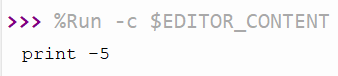 >>> %Run -c $EDITOR_CONTENT
print -5